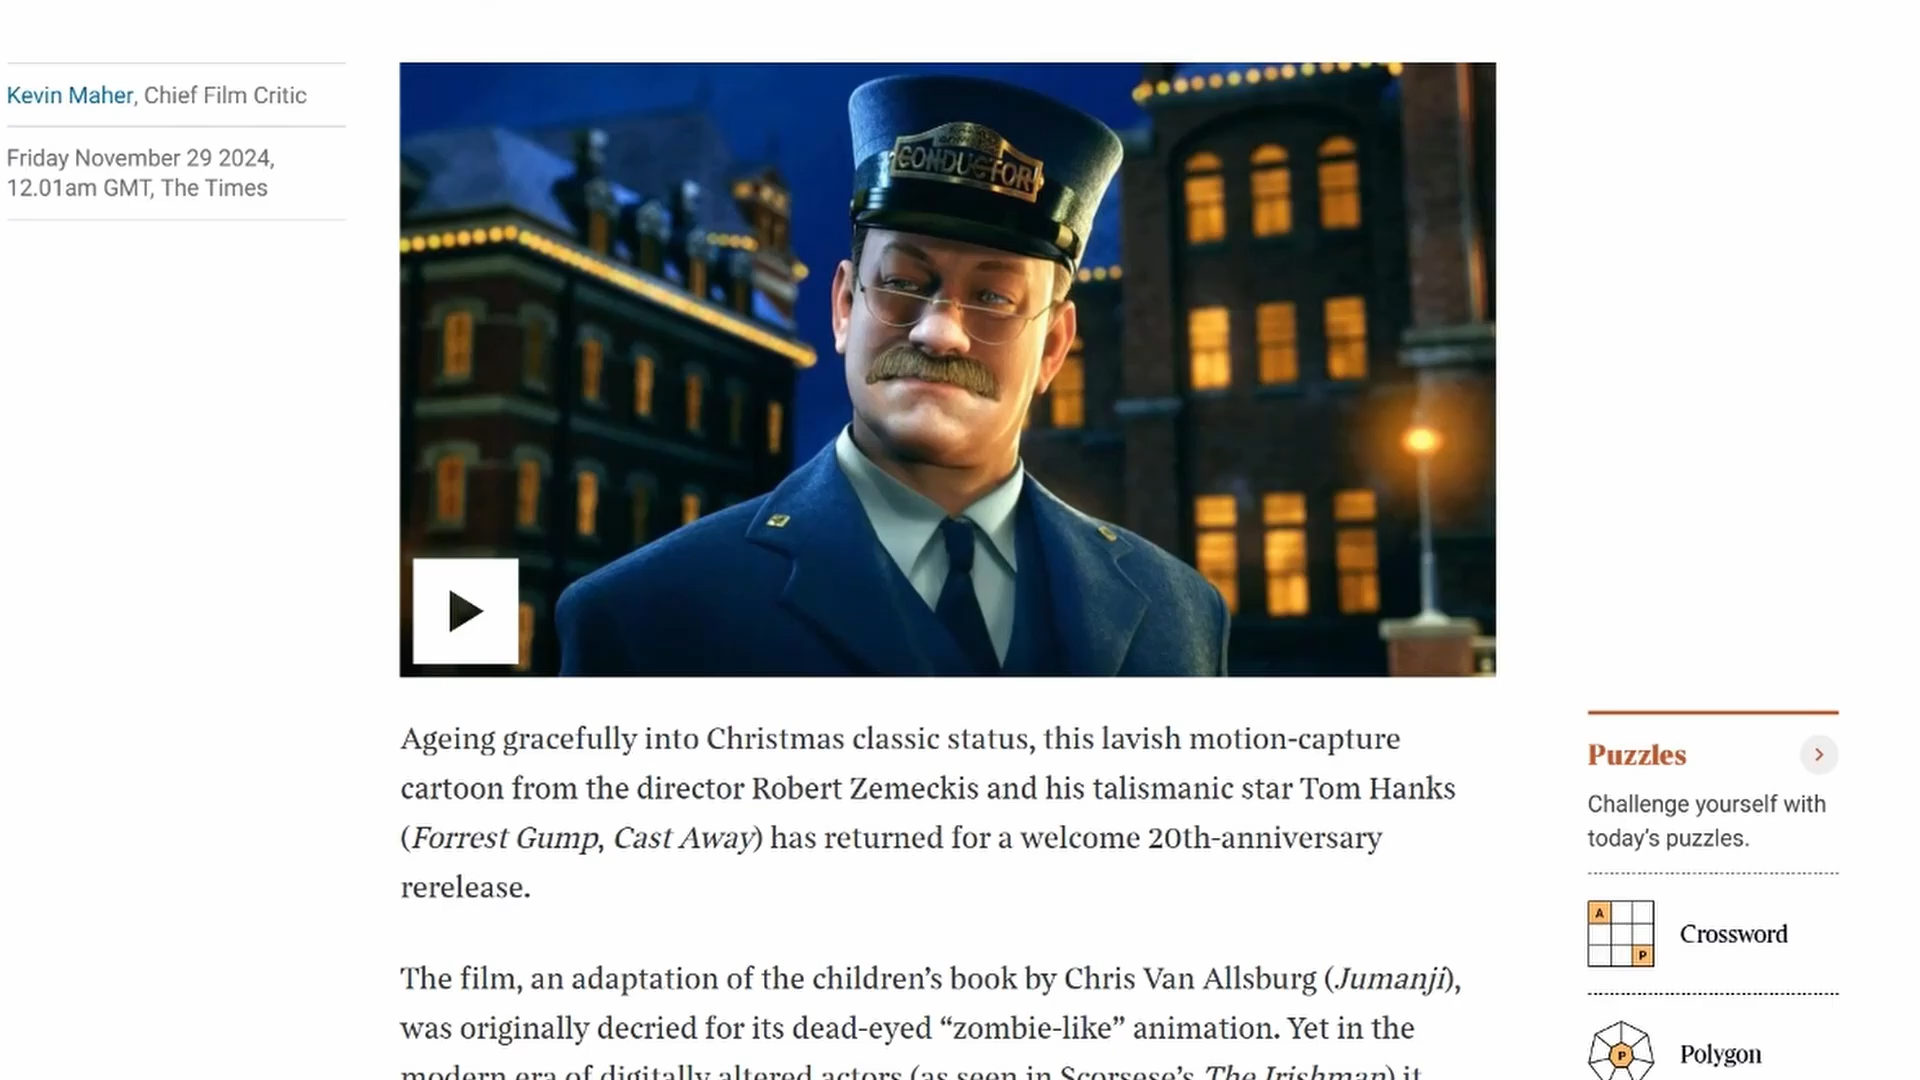 Kevin Maher, Chief Film Critic
Friday November 29 2024,
12.01am GMT, The Times
CONDUCTOR
Ageing gracefully into Christmas classic status, this lavish motion-capture
cartoon from the director Robert Zemeckis and his talismanic star Tom Hanks
(Forrest Gump, Cast Away) has returned for a welcome 20th-anniversary
rerelease.
The film, an adaptation of the children’s book by Chris Van Allsburg (Jumanji),
was originally decried for its dead-eyed “zombie-like” animation. Yet in the
modern era of digitally altered actors (as seen in Scorsese’s The Irishman) it
Puzzles
Challenge yourself with
today's puzzles.
A
P
Crossword
P
Polygon